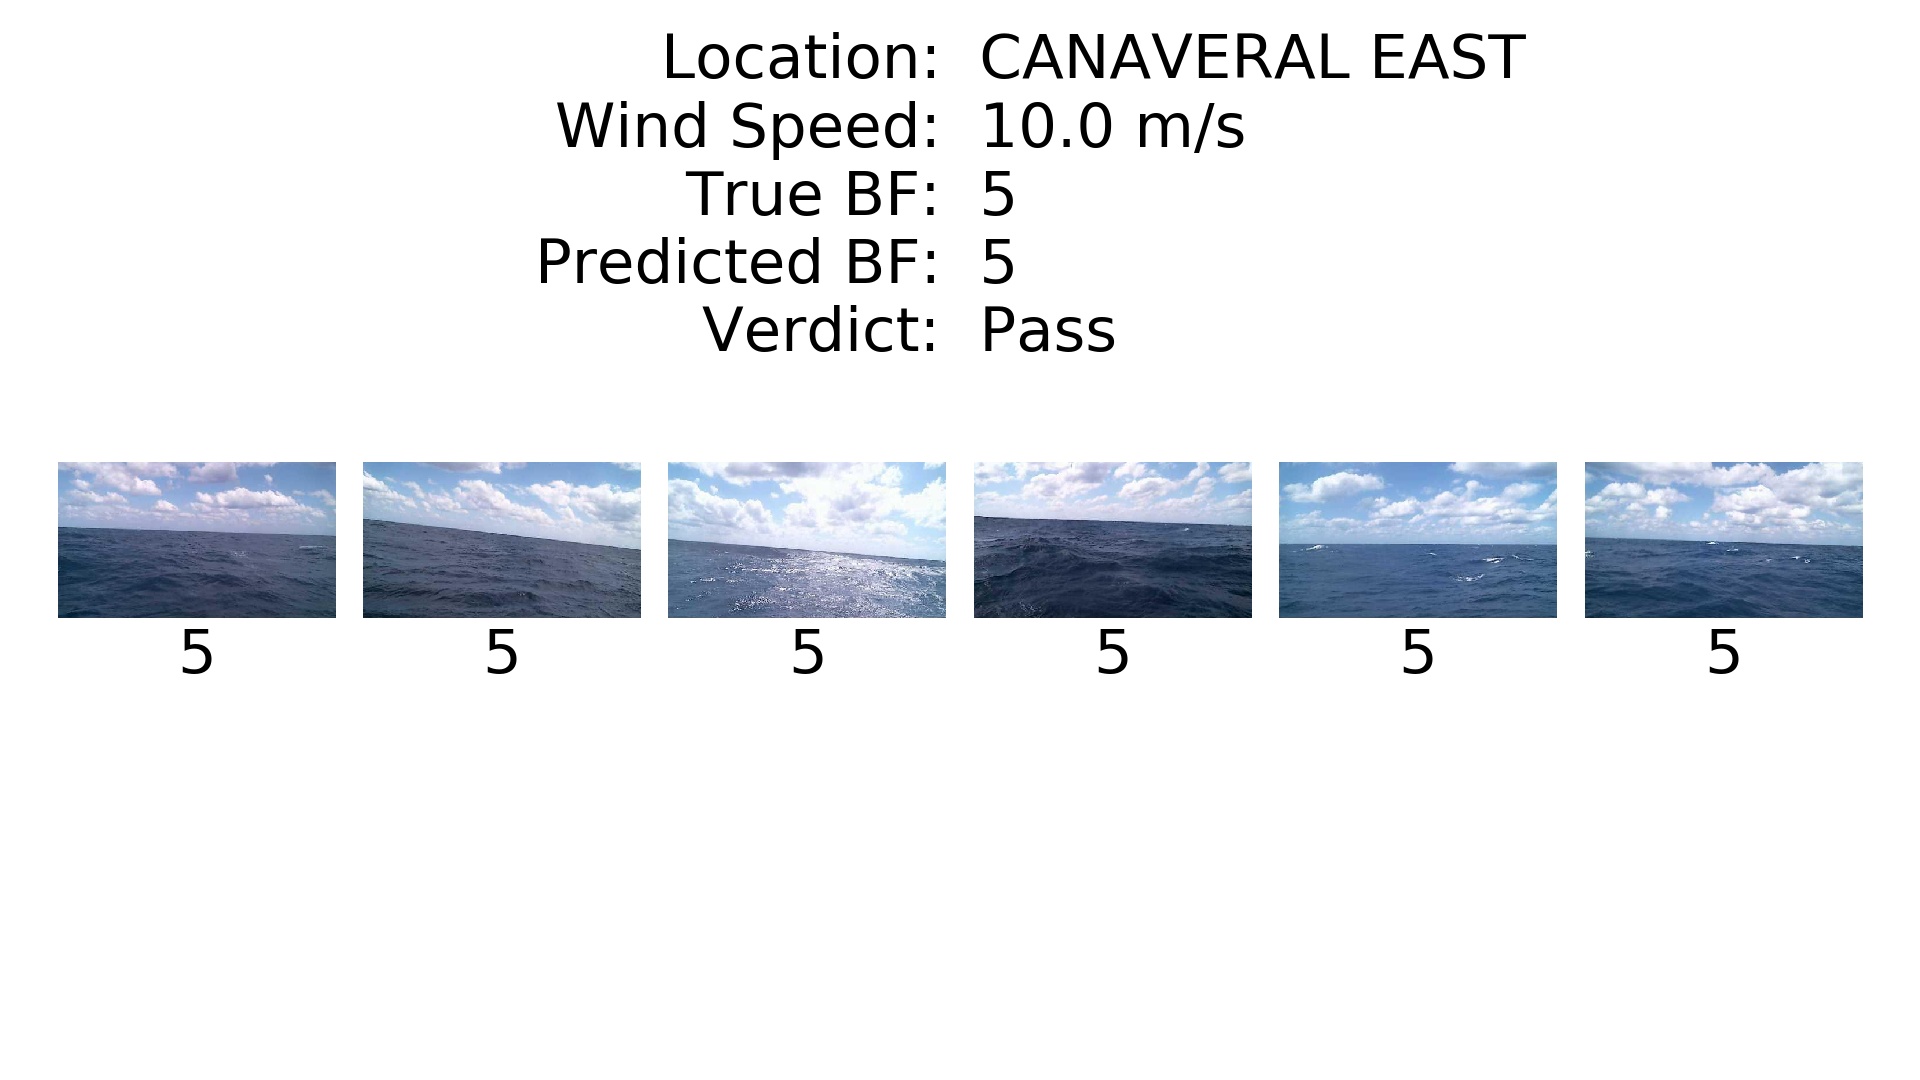 Location: CANAVERAL EAST
Wind Speed: 10.0 m/s
True BF: 5
Predicted BF: 5
Verdict: Pass
5 5 5 5 5 5